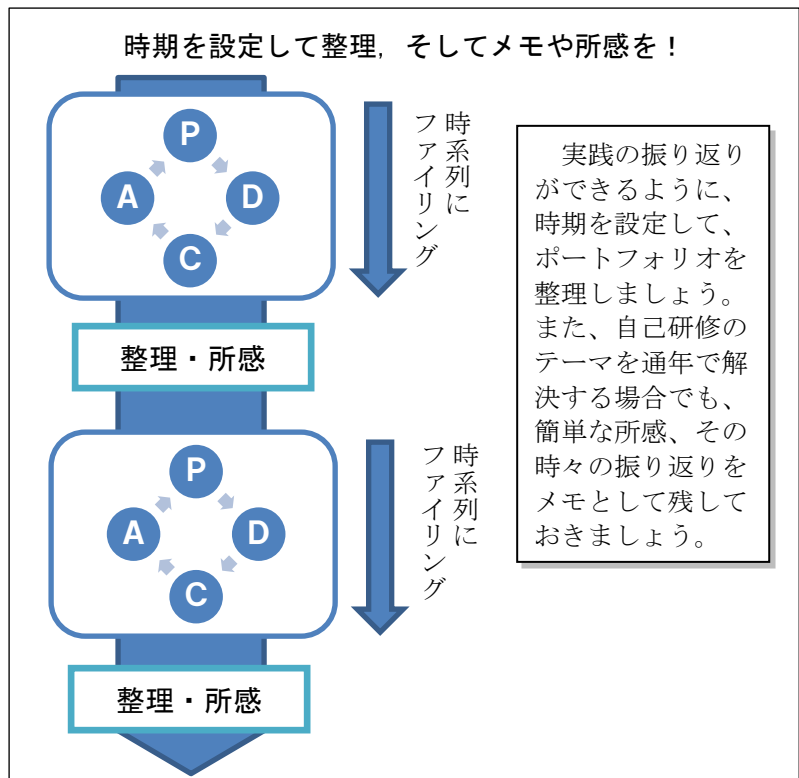 時期を設定して整理，そしてメモや所感を！
P
D
C
A
時系列に
ファイリング
整理・所感
P
D
C
A
時系列に
ファイリング
整理・所感
実践の振り返り
ができるように、
時期を設定して、
ポートフォリオを
整理しましょう。
また、自己研修の
テーマを通年で解
決する場合でも、
簡単な所感、その
時々の振り返りを
メモとして残して
おきましょう。